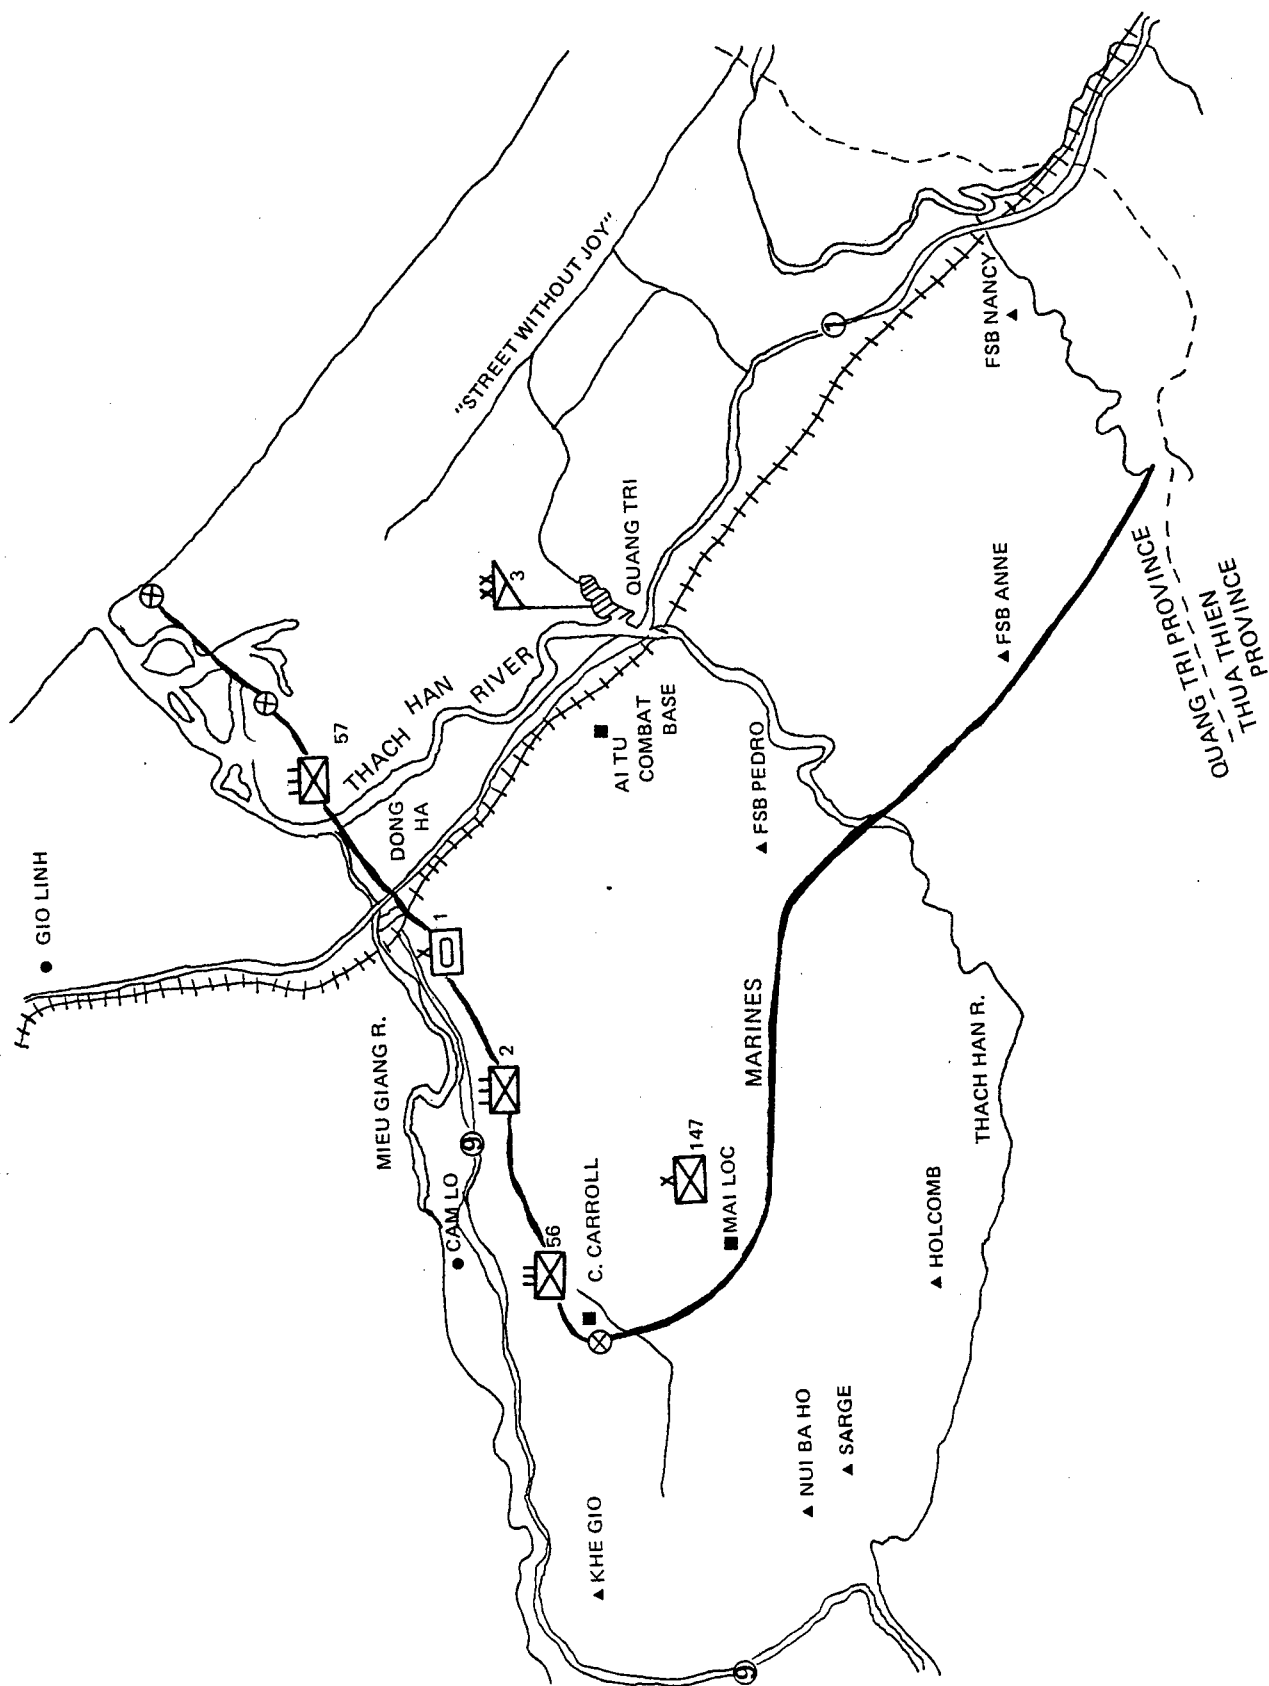 GIO LINH
"STREET WITHOUT JOY"
57
THACH HAN RIVER
DONG
HA
XX
3
QUANG TRI
1
MIEU GIANG R.
X
1
2
9
CAM LO
56
C. CARROLL
AI TU
COMBAT
BASE
FSB PEDRO
FSB NANCY
FSB ANNE
X
147
MAI LOC
MARINES
QUANG TRI PROVINCE
THUA THIEN
PROVINCE
THACH HAN R.
HOLCOMB
NUI BA HO
SARGE
KHE GIO
9